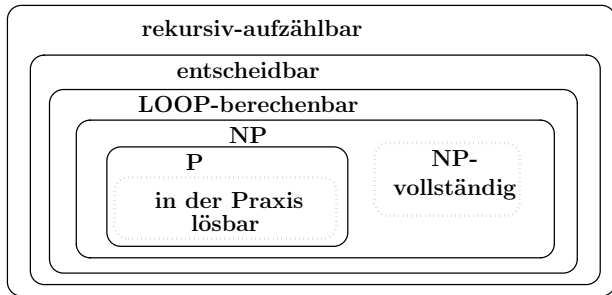 rekursiv-aufzählbar
entscheidbar
LOOP-berechenbar
NP
P
in der Praxis
lösbar
NP-
vollständig